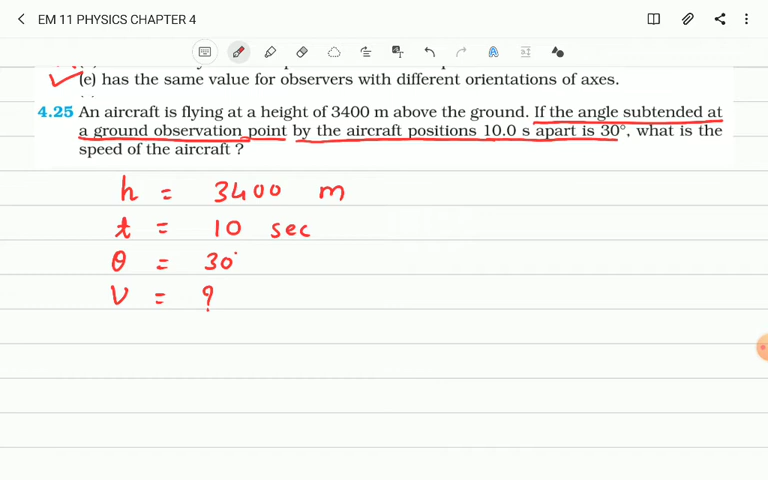 EM 11 PHYSICS CHAPTER 4
(e) has the same value for observers with different orientations of axes.
4.25 An aircraft is flying at a height of 3400 m above the ground. If the angle subtended at
a ground observation point by the aircraft positions 10.0 s apart is 30°, what is the
speed of the aircraft ?
h = 3400 m
t = 10 sec
θ = 30°
V = ?